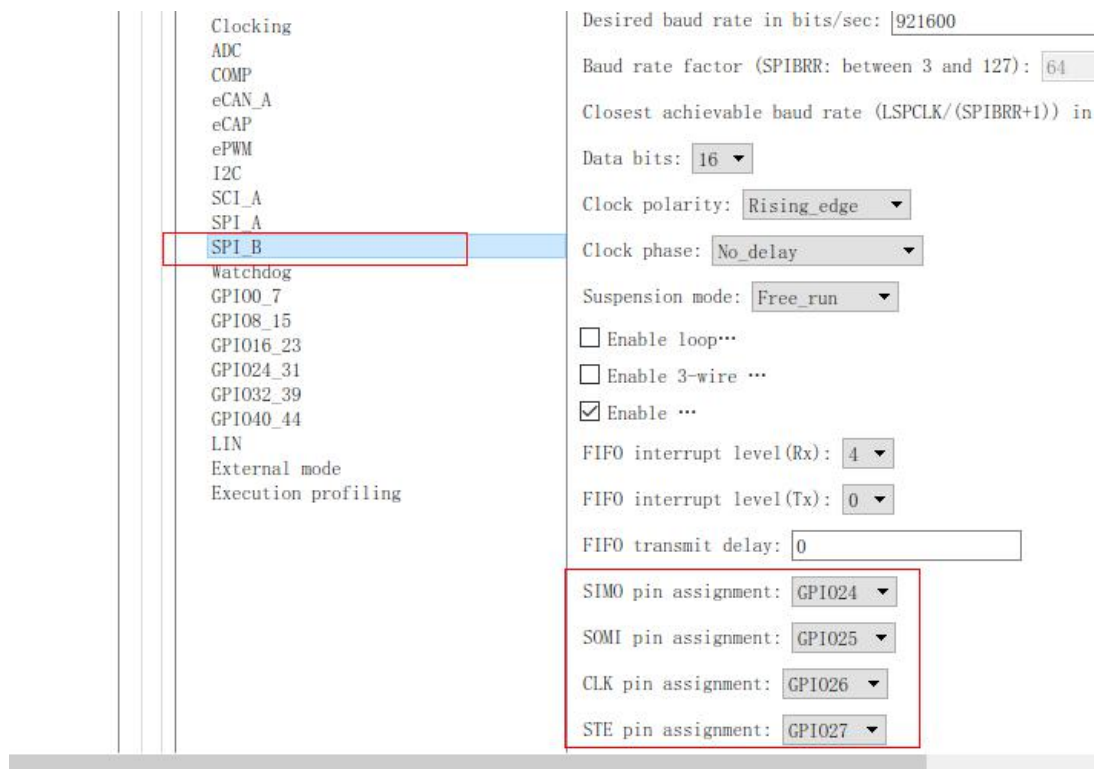 Clocking
ADC
COMP
eCAN_A
eCAP
ePWM
I2C
SCI_A
SPI_A
SPI_B
Watchdog
GPIO0_7
GPIO8_15
GPIO16_23
GPIO24_31
GPIO32_39
GPIO40_44
LIN
External mode
Execution profiling
Desired baud rate in bits/sec: 921600
Baud rate factor (SPIBRR: between 3 and 127): 64
Closest achievable baud rate (LSPCLK/(SPIBRR+1)) in
Data bits: 16
Clock polarity: Rising_edge
Clock phase: No_delay
Suspension mode: Free_run
Enable loop…
Enable 3-wire …
Enable …
FIFO interrupt level(Rx): 4
FIFO interrupt level(Tx): 0
FIFO transmit delay: 0
SIMO pin assignment: GPIO24
SOMI pin assignment: GPIO25
CLK pin assignment: GPIO26
STE pin assignment: GPIO27